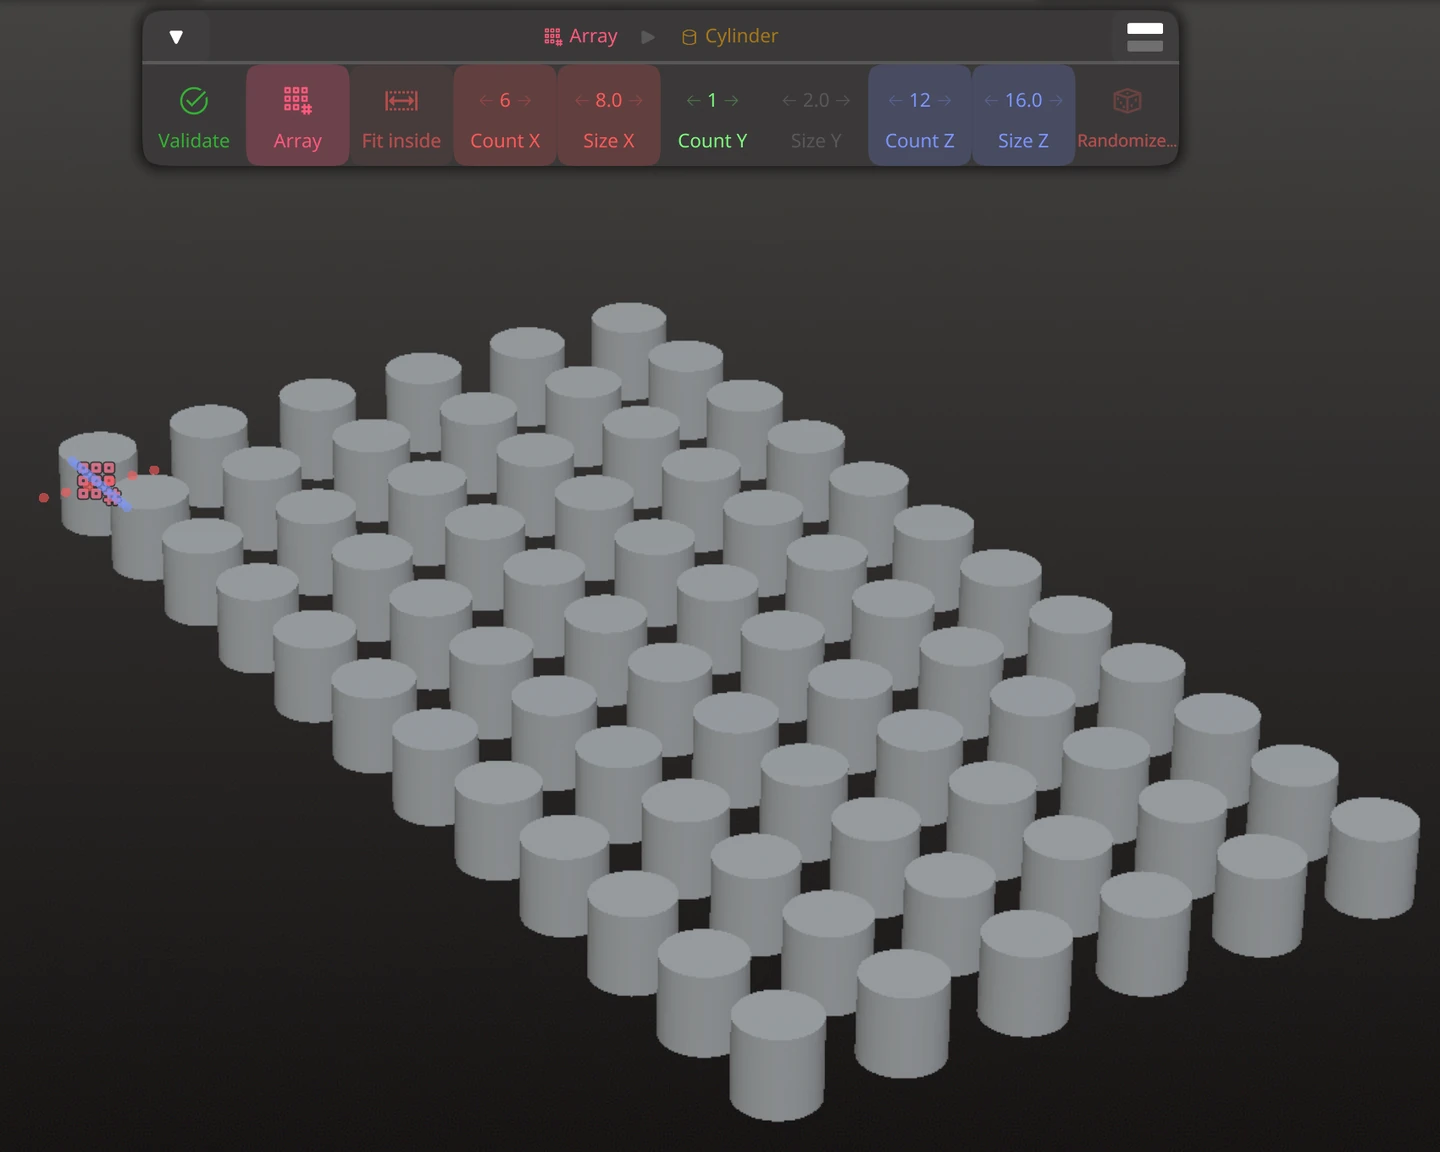 Array ▶ Cylinder
← 6 → ← 8.0 → ← 1 → ← 2.0 → ← 12 → ← 16.0 →
Validate Array Fit inside Count X Size X Count Y Size Y Count Z Size Z Randomize...